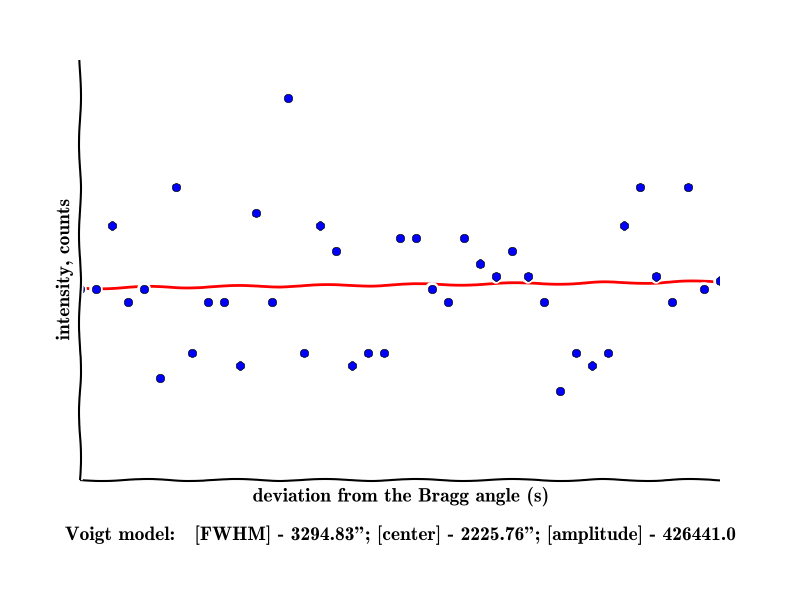 intensity, counts
deviation from the Bragg angle (s)
Voigt model: [FWHM] - 3294.83”; [center] - 2225.76”; [amplitude] - 426441.0